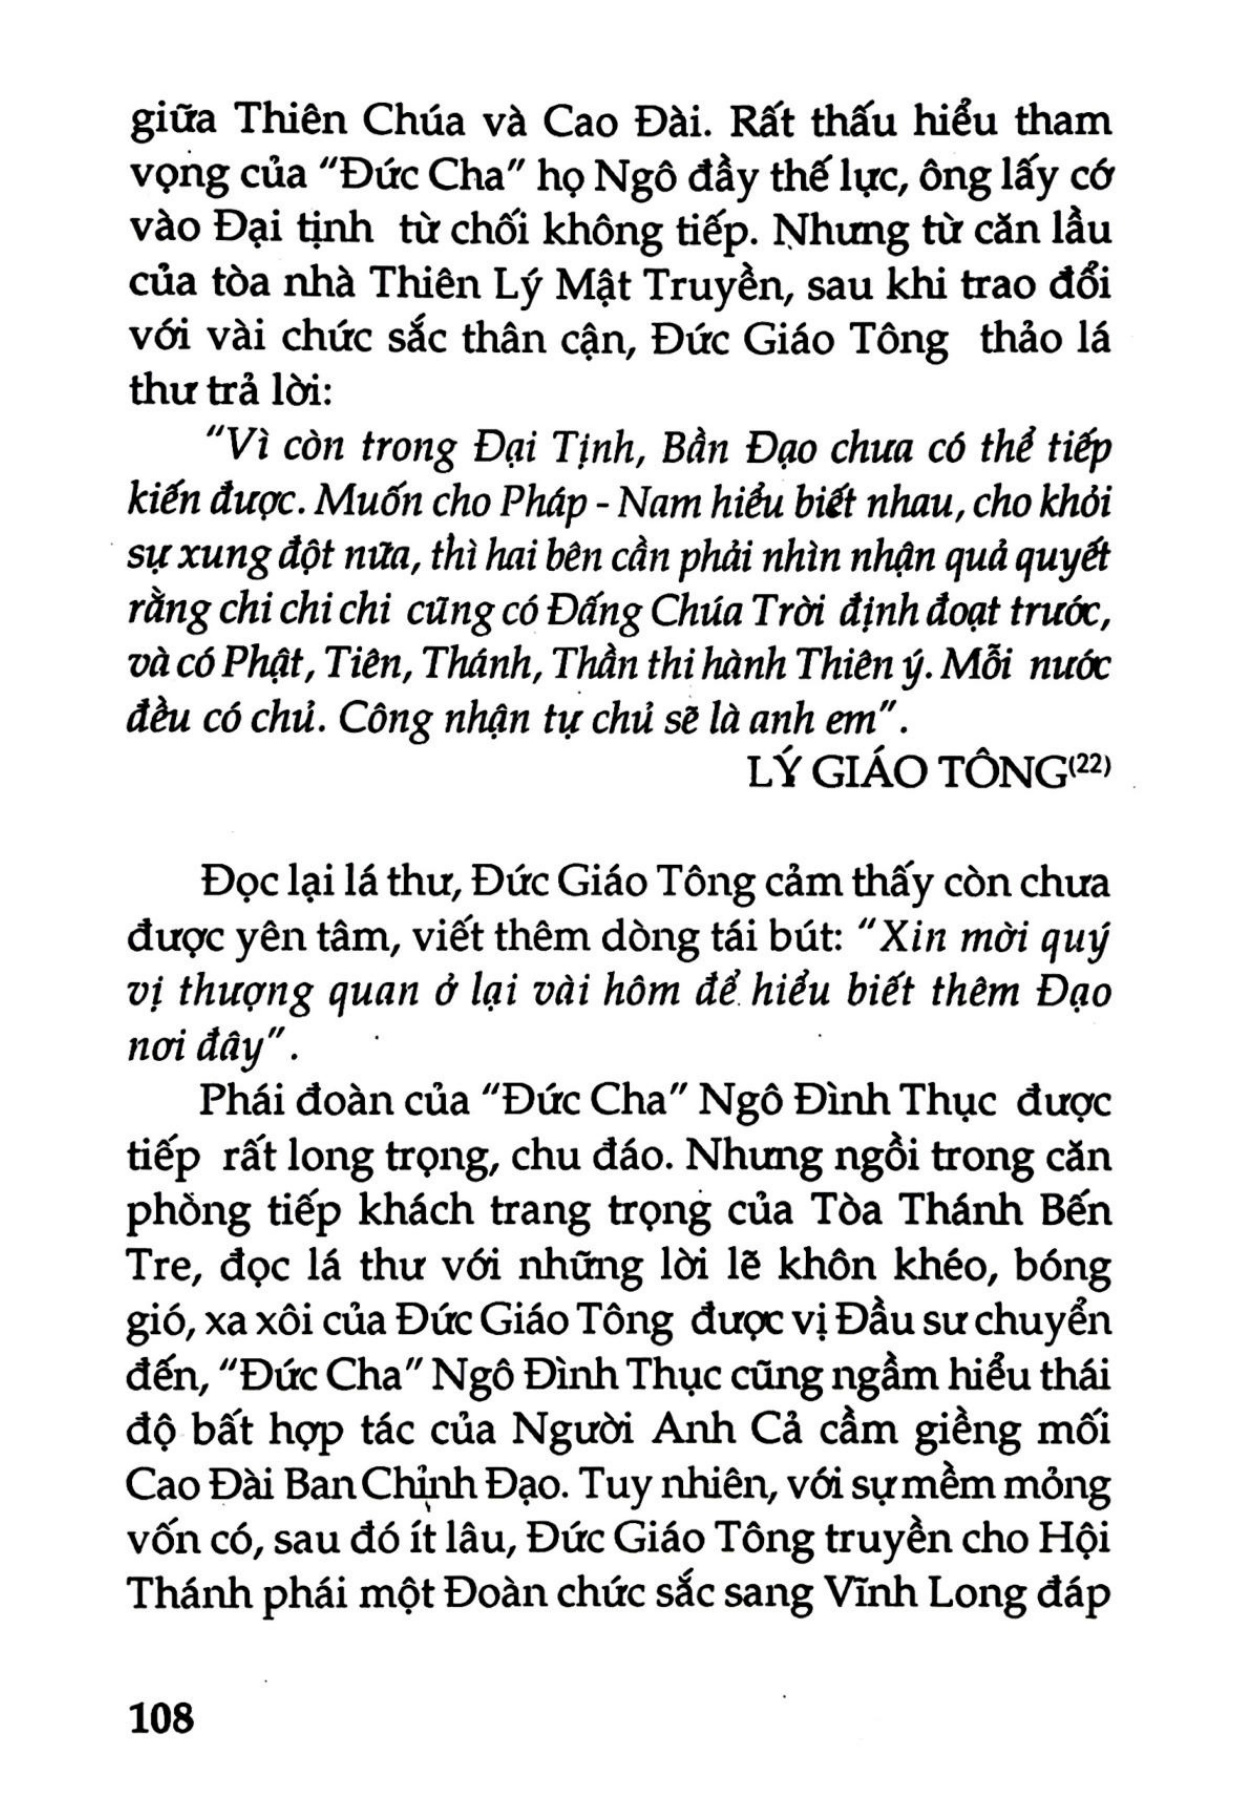 giữa Thiên Chúa và Cao Đài. Rất thấu hiểu tham
vọng của "Đức Cha" họ Ngô đầy thế lực, ông lấy cớ
vào Đại tịnh từ chối không tiếp. Nhưng từ căn lầu
của tòa nhà Thiên Lý Mật Truyền, sau khi trao đổi
với vài chức sắc thân cận, Đức Giáo Tông thảo lá
thư trả lời:
"Vì còn trong Đại Tịnh, Bần Đạo chưa có thể tiếp
kiến được. Muốn cho Pháp - Nam hiểu biết nhau, cho khỏi
sự xung đột nữa, thì hai bên cần phải nhìn nhận quả quyết
rằng chi chi chi cũng có Đấng Chúa Trời định đoạt trước,
và có Phật, Tiên, Thánh, Thần thi hành Thiên ý. Mỗi nước
đều có chủ. Công nhận tự chủ sẽ là anh em".
LÝ GIÁO TÔNG(22)
Đọc lại lá thư, Đức Giáo Tông cảm thấy còn chưa
được yên tâm, viết thêm dòng tái bút: "Xin mời quý
vị thượng quan ở lại vài hôm để hiểu biết thêm Đạo
nơi đây".
Phái đoàn của "Đức Cha" Ngô Đình Thục được
tiếp rất long trọng, chu đáo. Nhưng ngồi trong căn
phòng tiếp khách trang trọng của Tòa Thánh Bến
Tre, đọc lá thư với những lời lẽ khôn khéo, bóng
gió, xa xôi của Đức Giáo Tông được vị Đầu sư chuyển
đến, "Đức Cha" Ngô Đình Thục cũng ngầm hiểu thái
độ bất hợp tác của Người Anh Cả cầm giềng mối
Cao Đài Ban Chỉnh Đạo. Tuy nhiên, với sự mềm mỏng
vốn có, sau đó ít lâu, Đức Giáo Tông truyền cho Hội
Thánh phái một Đoàn chức sắc sang Vĩnh Long đáp
108